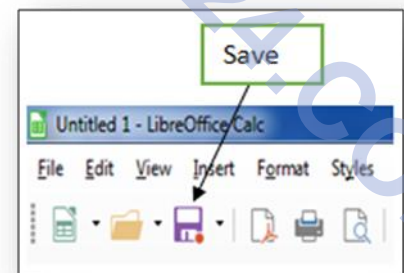 Save
Untitled 1 - LibreOffice Calc
File Edit View Insert Format Styles